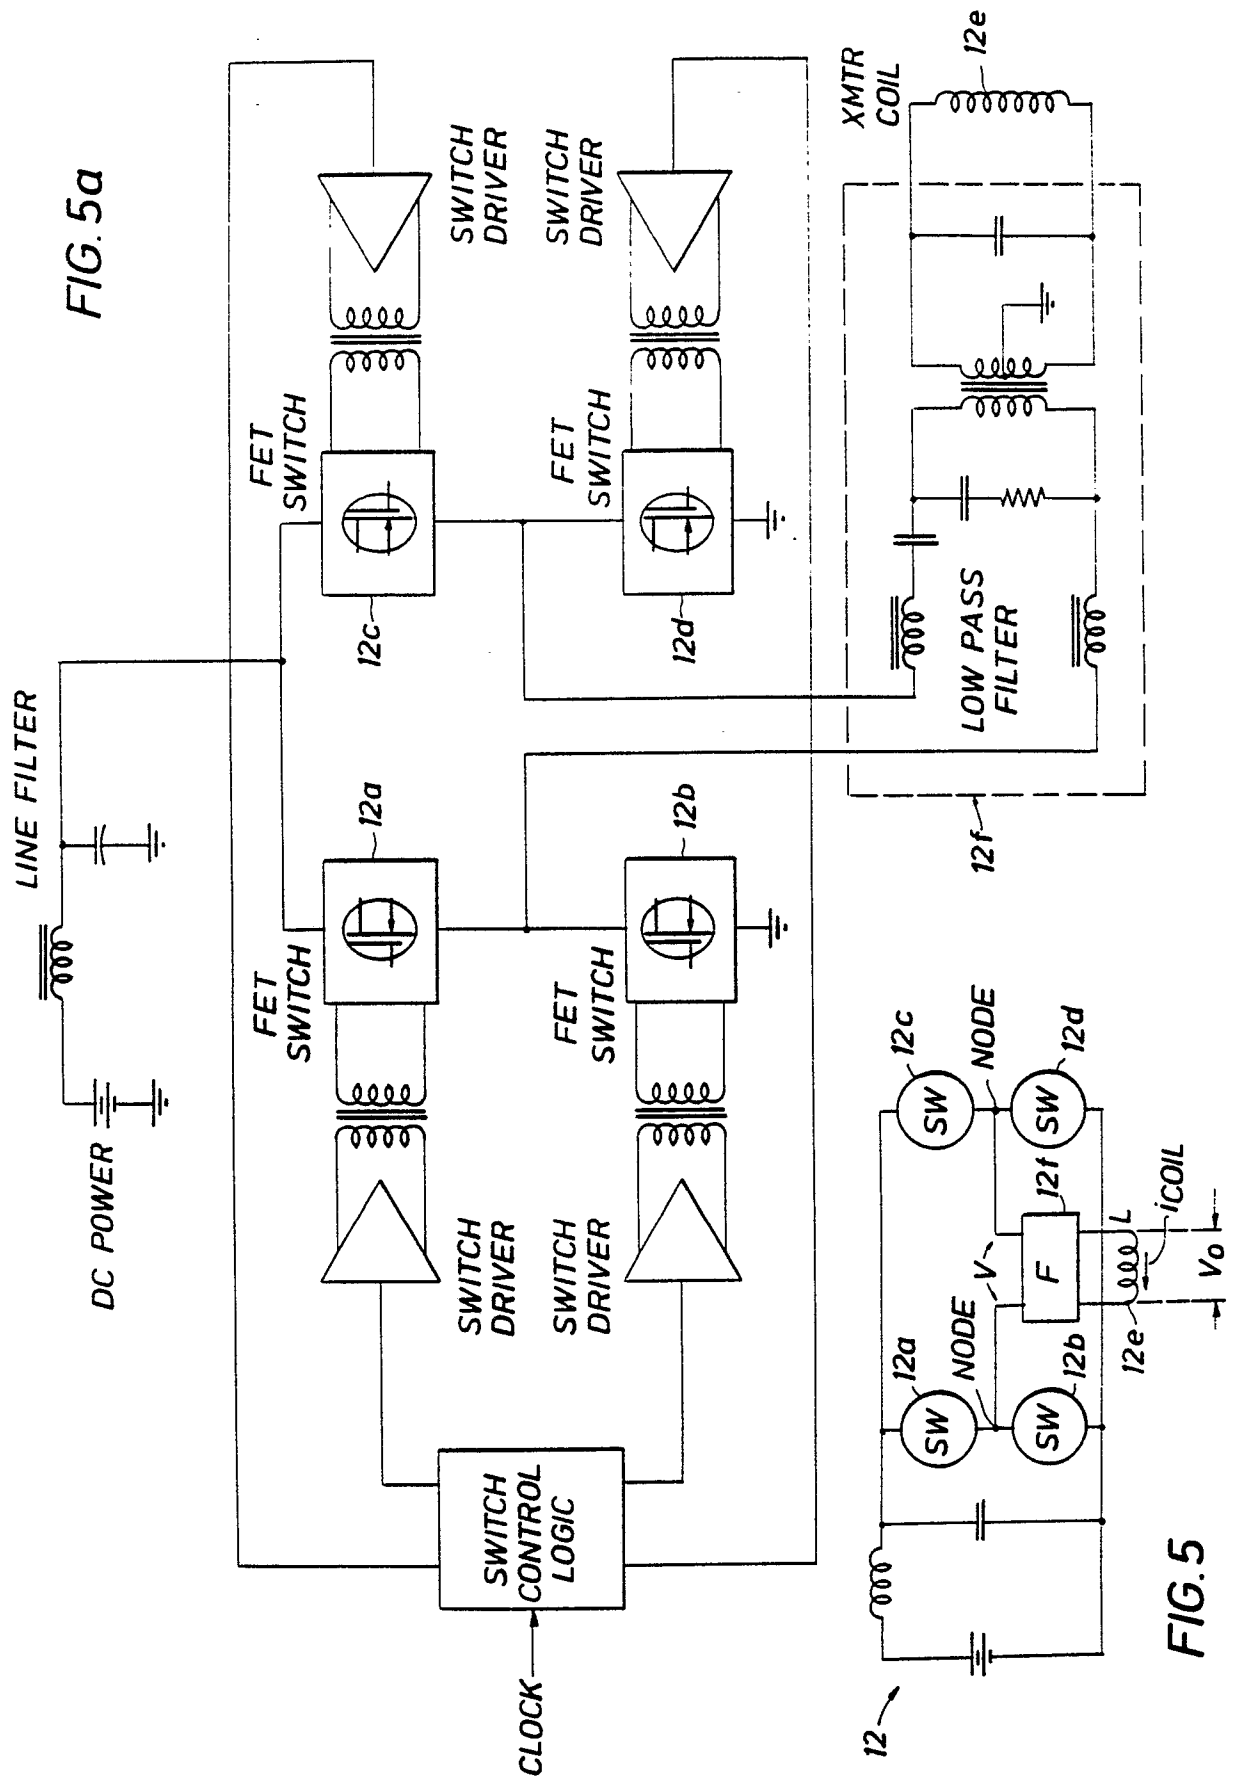 FIG. 5a
LINE FILTER
DC POWER
FET
SWITCH
12a
FET
SWITCH
12c
SWITCH
DRIVER
SWITCH
DRIVER
FET
SWITCH
12b
FET
SWITCH
12d
SWITCH
DRIVER
SWITCH
DRIVER
SWITCH
CONTROL
LOGIC
CLOCK
LOW PASS
FILTER
12f
XMTR
COIL
12e
12
12a
NODE
12b
12c
NODE
12d
SW
SW
SW
SW
V
F
12f
L
iCOIL
12e
Vo
FIG. 5